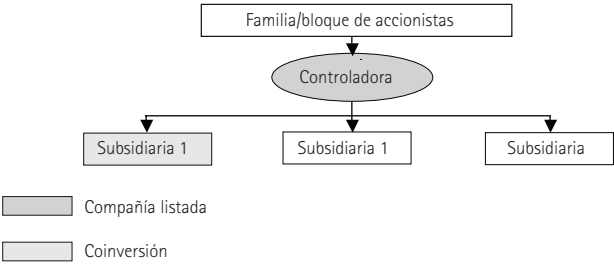 Familia/bloque de accionistas
Controladora
Subsidiaria 1
Subsidiaria 1
Subsidiaria
Compañía listada
Coinversión